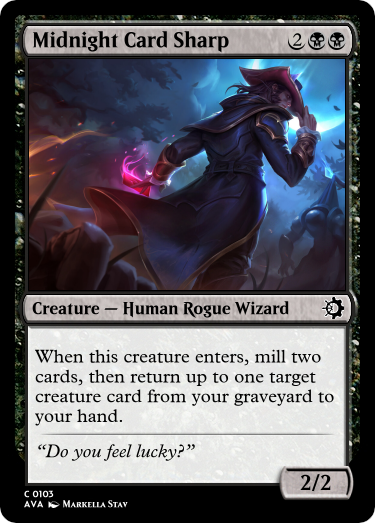 Midnight Card Sharp 2
Creature — Human Rogue Wizard
When this creature enters, mill two
cards, then return up to one target
creature card from your graveyard to
your hand.
“Do you feel lucky?”
2/2
C 0103
AVA Markella Stav